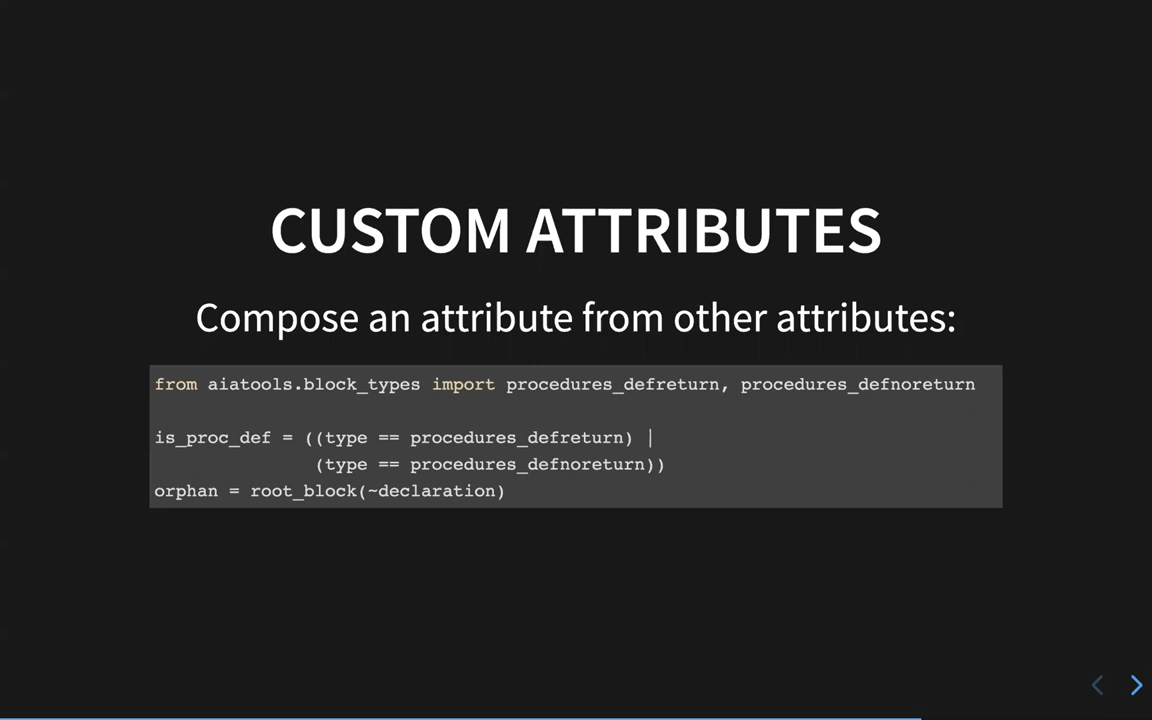 CUSTOM ATTRIBUTES
Compose an attribute from other attributes:
from aiatools.block_types import procedures_defreturn, procedures_defnoreturn
is_proc_def = ((type == procedures_defreturn) |
(type == procedures_defnoreturn))
orphan = root_block(~declaration)